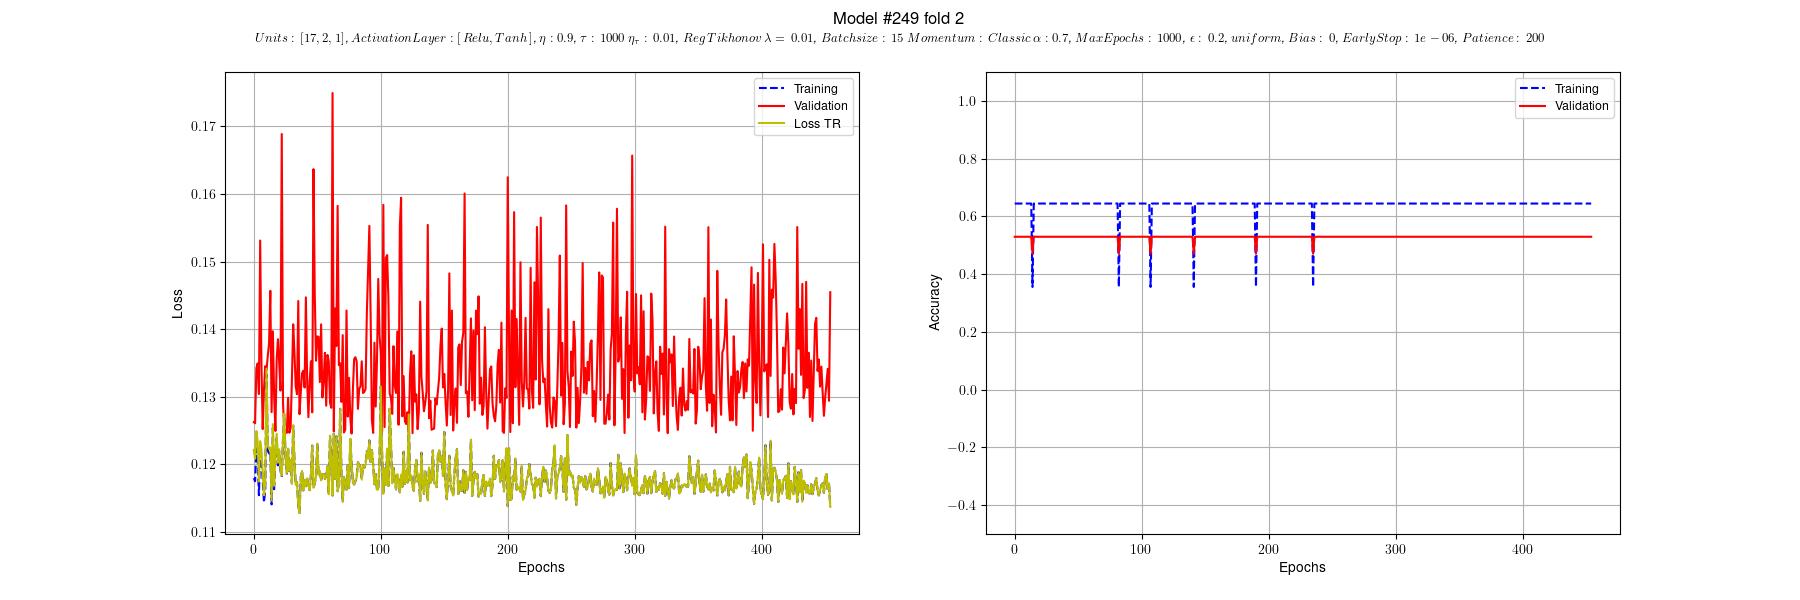 Model #249 fold 2
Units : [17, 2, 1], ActivationLayer : [Relu, Tanh], η : 0.9, τ : 1000 η_τ : 0.01, RegTikhonov λ = 0.01, Batchsize : 15 Momentum : Classic α : 0.7, MaxEpochs : 1000, ϵ : 0.2, uniform, Bias : 0, EarlyStop : 1e − 06, Patience : 200
Training
Validation
Loss TR
0.17
0.16
0.15
0.14
0.13
0.12
0.11
Loss
0 100 200 300 400
Epochs
Training
Validation
1.0
0.8
0.6
0.4
0.2
0.0
−0.2
−0.4
Accuracy
0 100 200 300 400
Epochs